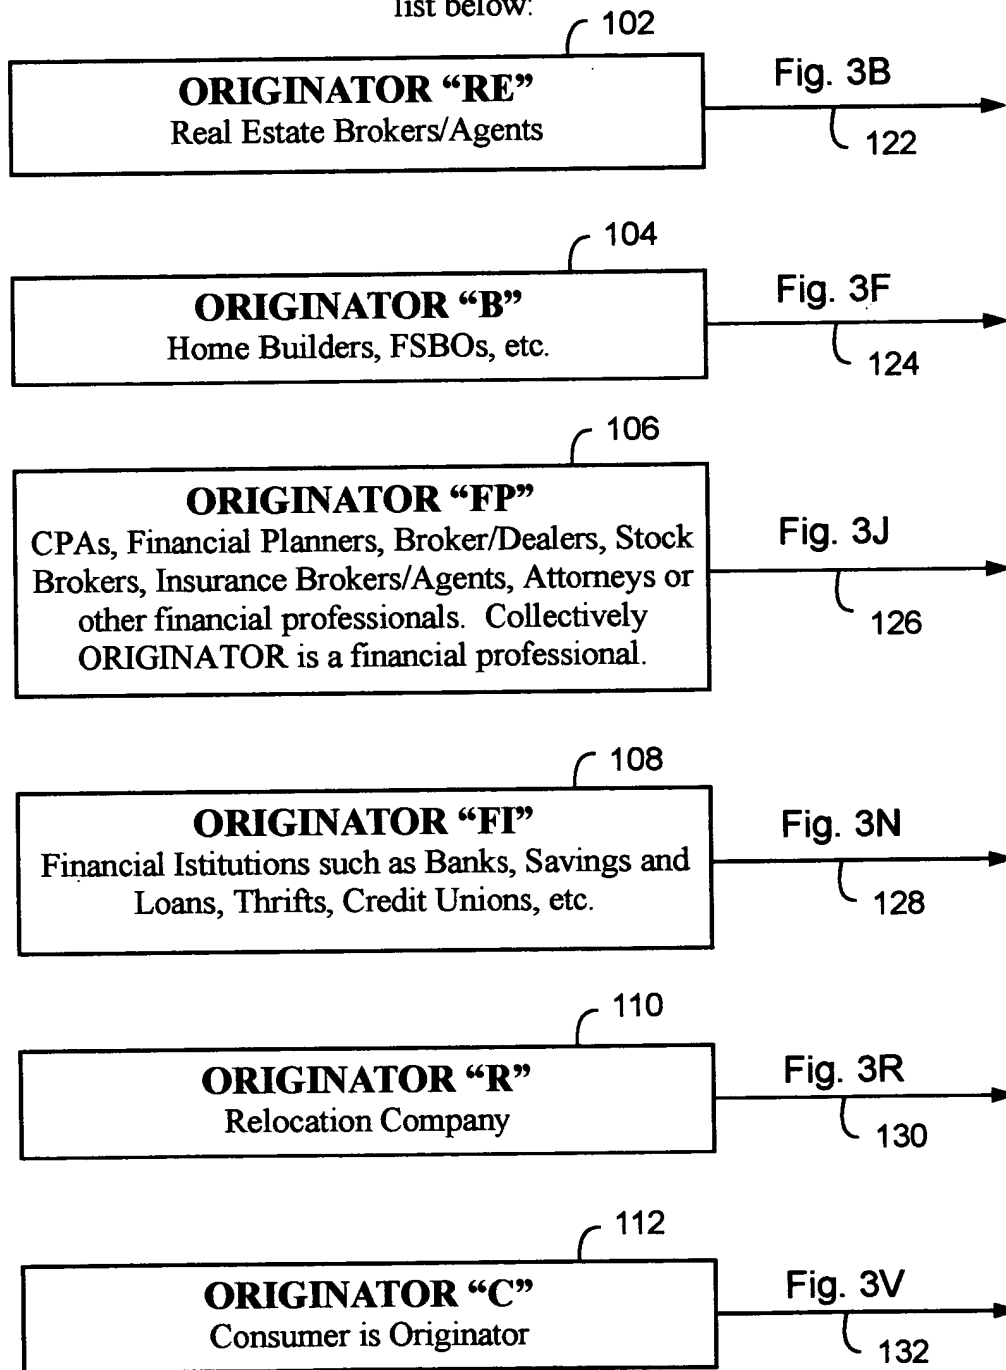 list below:
102
ORIGINATOR “RE”
Real Estate Brokers/Agents
Fig. 3B
122
104
ORIGINATOR “B”
Home Builders, FSBOs, etc.
Fig. 3F
124
106
ORIGINATOR “FP”
CPAs, Financial Planners, Broker/Dealers, Stock
Brokers, Insurance Brokers/Agents, Attorneys or
other financial professionals. Collectively
ORIGINATOR is a financial professional.
Fig. 3J
126
108
ORIGINATOR “FI”
Financial Istitutions such as Banks, Savings and
Loans, Thrifts, Credit Unions, etc.
Fig. 3N
128
110
ORIGINATOR “R”
Relocation Company
Fig. 3R
130
112
ORIGINATOR “C”
Consumer is Originator
Fig. 3V
132